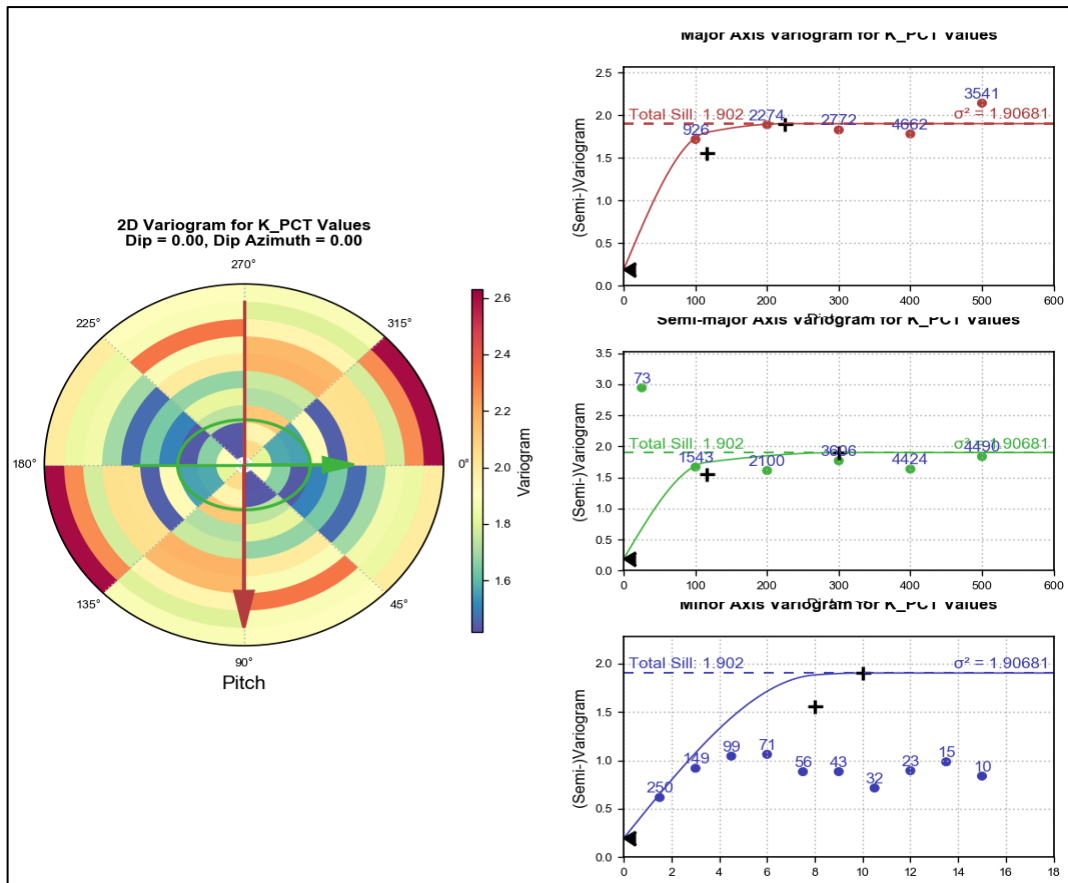 2D Variogram for K_PCT Values
Dip = 0.00, Dip Azimuth = 0.00
270°
225°
315°
180°
0°
135°
45°
90°
Pitch
2.6
2.4
2.2
2.0
1.8
1.6
Variogram
Major Axis Variogram for K_PCT Values
2.5
2.0
1.5
1.0
0.5
0.0
(Semi-)Variogram
Total Sill: 1.902
σ² = 1.90681
926
2274
2772
4662
3541
0 100 200 300 400 500 600
Semi-major Axis Variogram for K_PCT Values
3.5
3.0
2.5
2.0
1.5
1.0
0.5
0.0
(Semi-)Variogram
Total Sill: 1.902
σ² = 1.90681
73
1543
2100
3606
4424
4490
0 100 200 300 400 500 600
Minor Axis Variogram for K_PCT Values
2.0
1.5
1.0
0.5
0.0
(Semi-)Variogram
Total Sill: 1.902
σ² = 1.90681
250
149
99
71
56
43
32
23
15
10
0 2 4 6 8 10 12 14 16 18